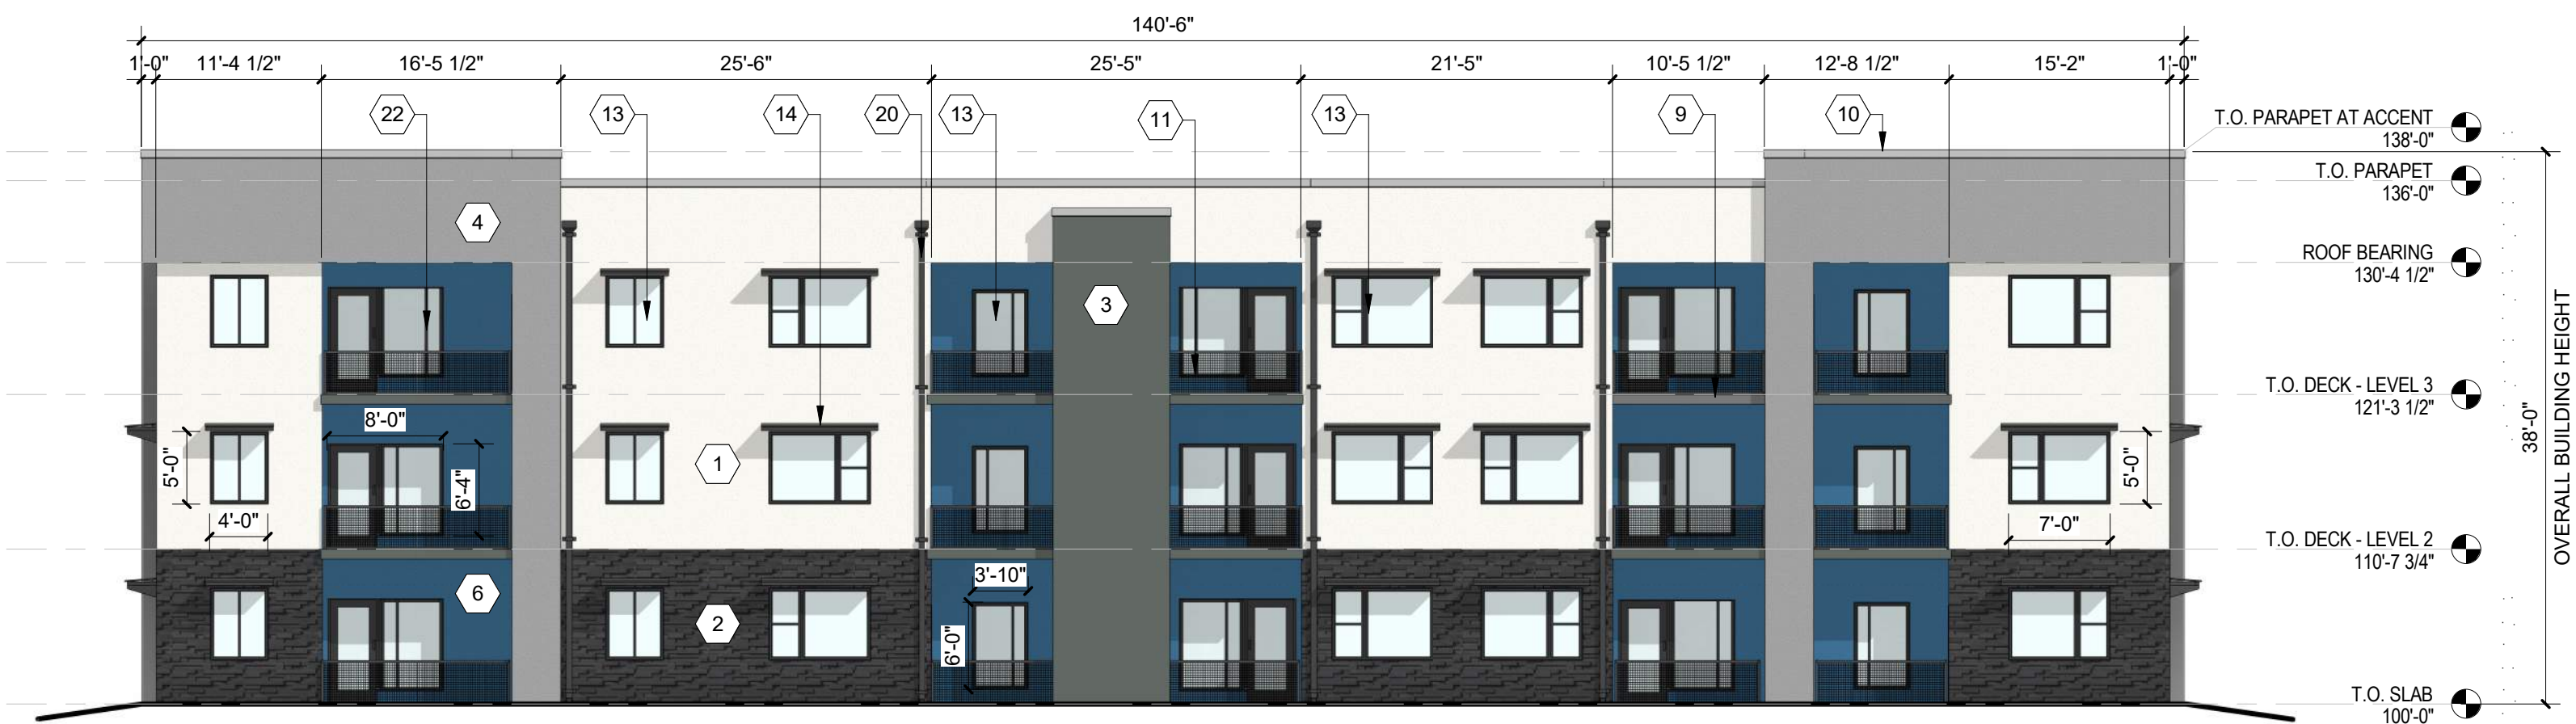 140'-6"
1'-0" 11'-4 1/2" 16'-5 1/2" 25'-6" 25'-5" 21'-5" 10'-5 1/2" 12'-8 1/2" 15'-2" 1'-0"
22 13 14 20 13 11 13 9 10
T.O. PARAPET AT ACCENT
138'-0"
T.O. PARAPET
136'-0"
4
ROOF BEARING
130'-4 1/2"
3
T.O. DECK - LEVEL 3
121'-3 1/2"
8'-0"
5'-0"
6'-4"
1
4'-0"
5'-0"
7'-0"
38'-0"
OVERALL BUILDING HEIGHT
T.O. DECK - LEVEL 2
110'-7 3/4"
6
3'-10"
2
6'-0"
T.O. SLAB
100'-0"